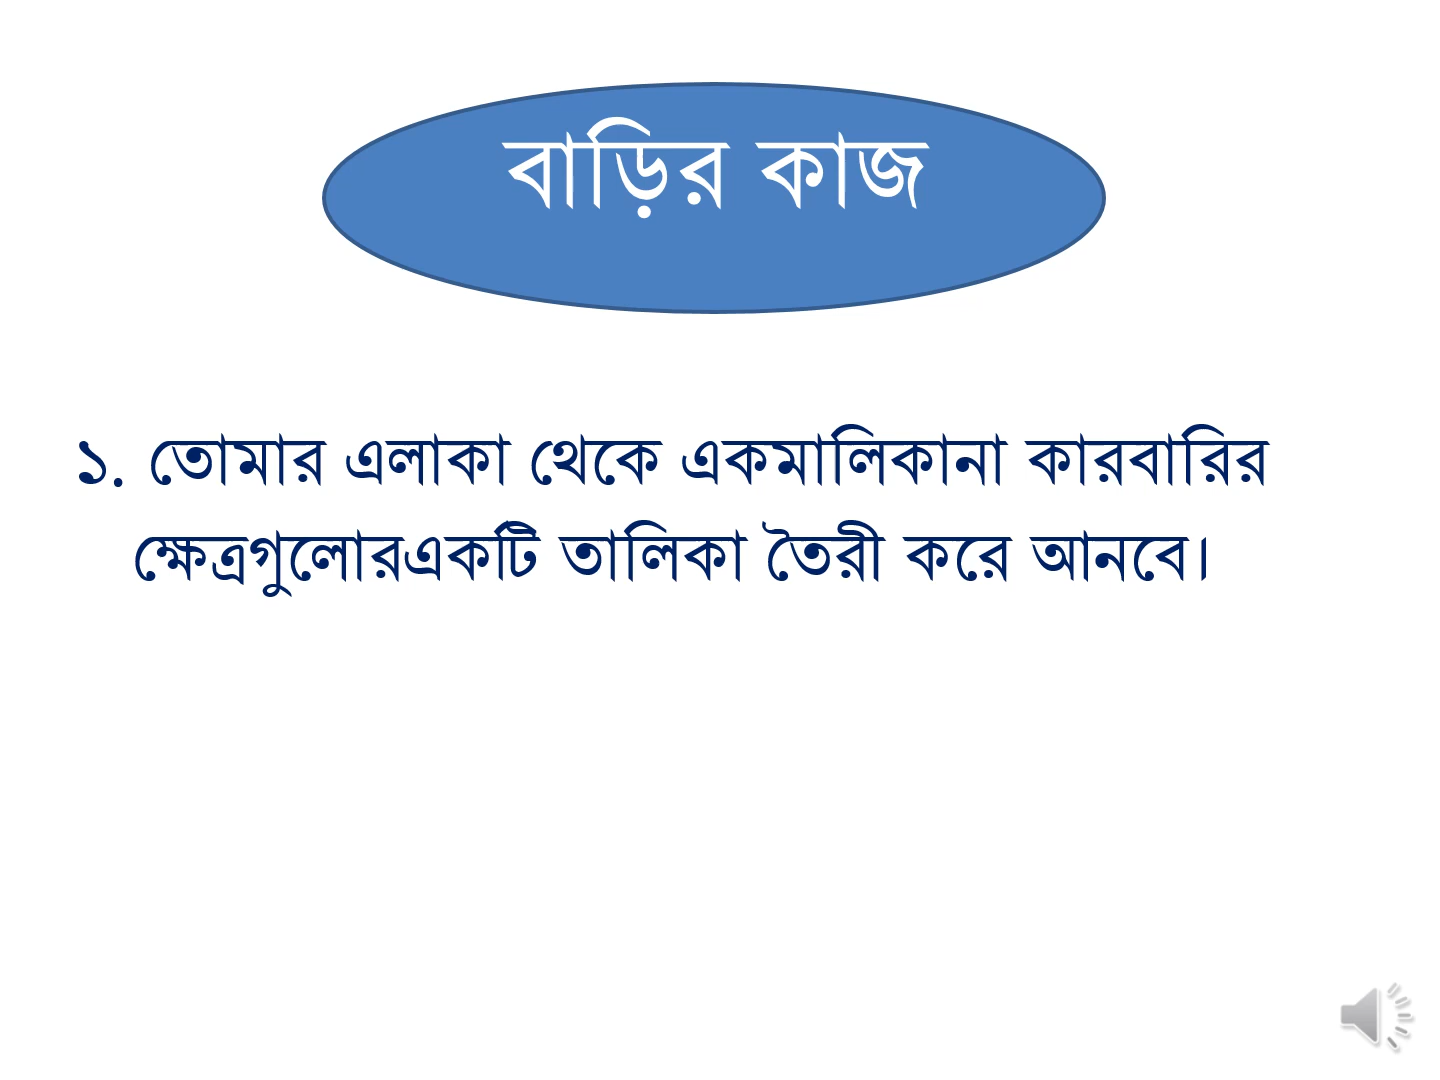 বাড়ির কাজ
১. তোমার এলাকা থেকে একমালিকানা কারবারির
ক্ষেত্রগুলোরএকটি তালিকা তৈরী করে আনবে।